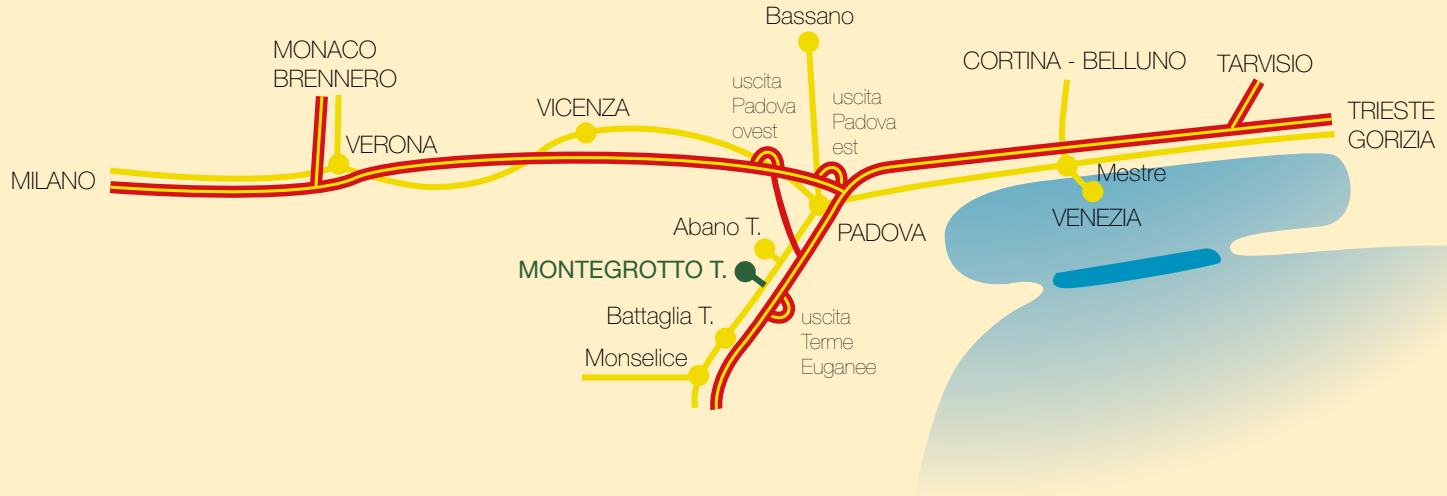 Bassano
MONACO
BRENNERO
CORTINA - BELLUNO
TARVISIO
uscita
Padova
ovest
uscita
Padova
est
VICENZA
TRIESTE
GORIZIA
VERONA
MILANO
Mestre
VENEZIA
Abano T.
PADOVA
MONTEGROTTO T.
Battaglia T.
uscita
Terme
Euganee
Monselice